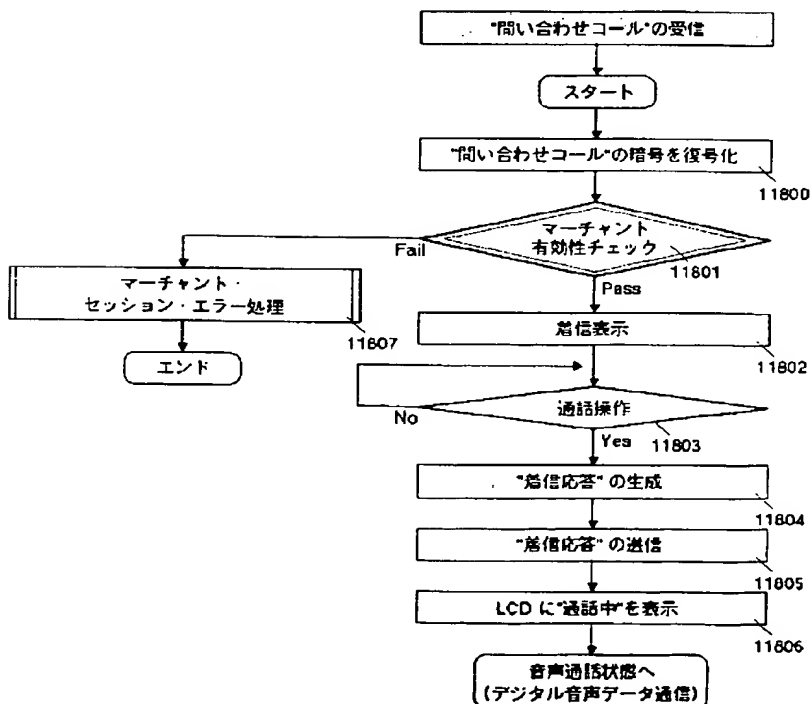 "問い合わせコール"の受信
スタート
"問い合わせコール"の暗号を復号化
11800
マーチャント
有効性チェック
11801
Fail
Pass
マーチャント・
セッション・エラー処理
11807
エンド
着信表示
11802
通話操作
11803
No
Yes
"着信応答"の生成
11804
"着信応答"の送信
11805
LCDに"通話中"を表示
11806
音声通話状態へ
(デジタル音声データ通信)